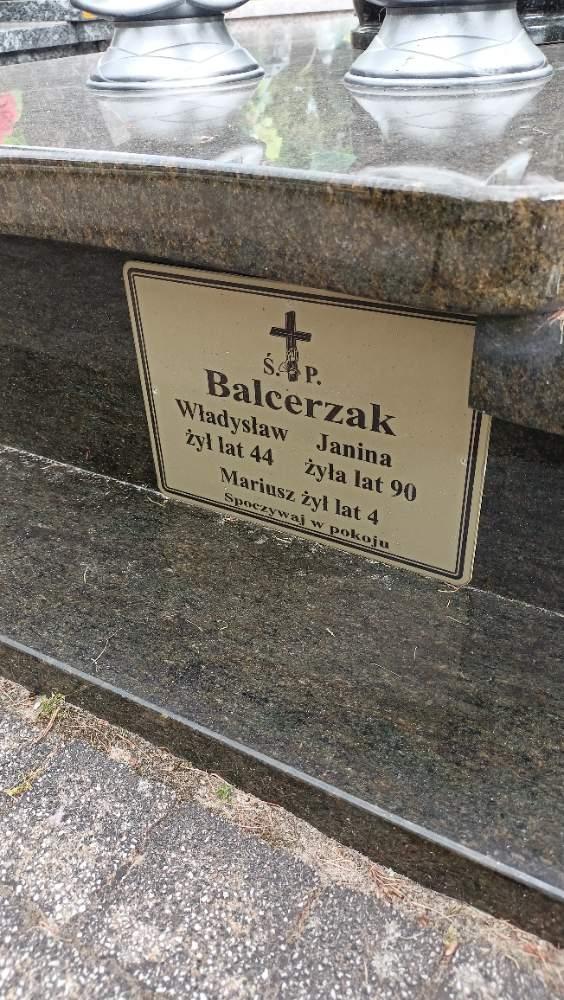 Ś. P.
Balcerzak
Władysław Janina
żył lat 44 żyła lat 90
Mariusz żył lat 4
Spoczywaj w pokoju